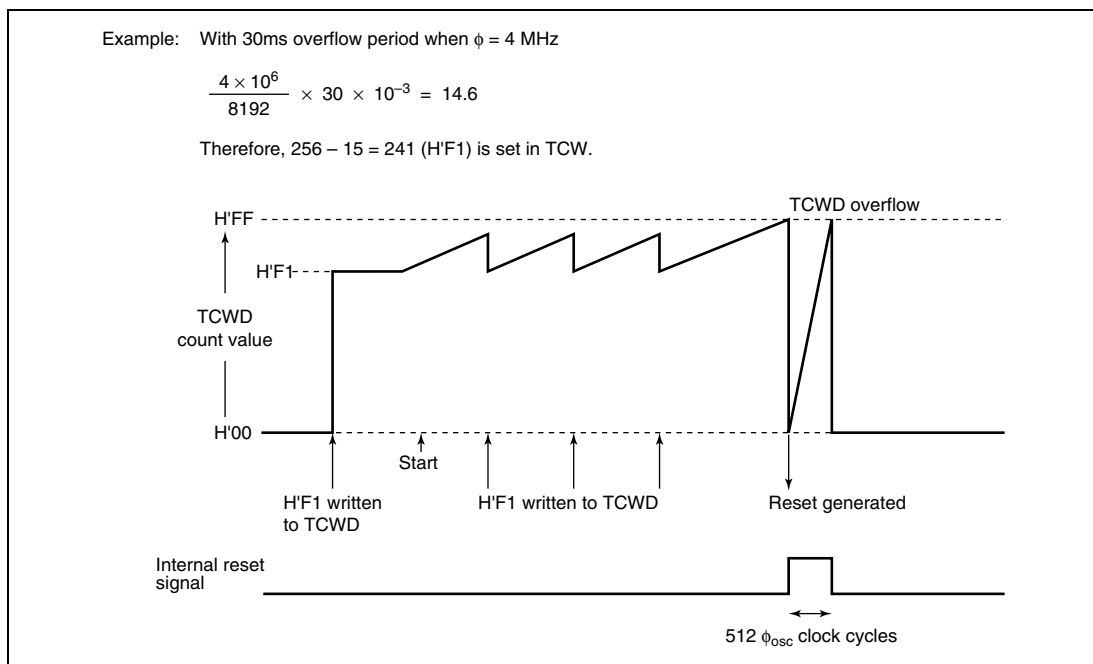 Example: With 30ms overflow period when ϕ = 4 MHz
4 × 10⁶
8192
× 30 × 10⁻³ = 14.6
Therefore, 256 – 15 = 241 (H'F1) is set in TCW.
TCWD overflow
H'FF
H'F1
TCWD
count value
H'00
Start
H'F1 written
to TCWD
H'F1 written to TCWD
Reset generated
Internal reset
signal
512 ϕosc clock cycles